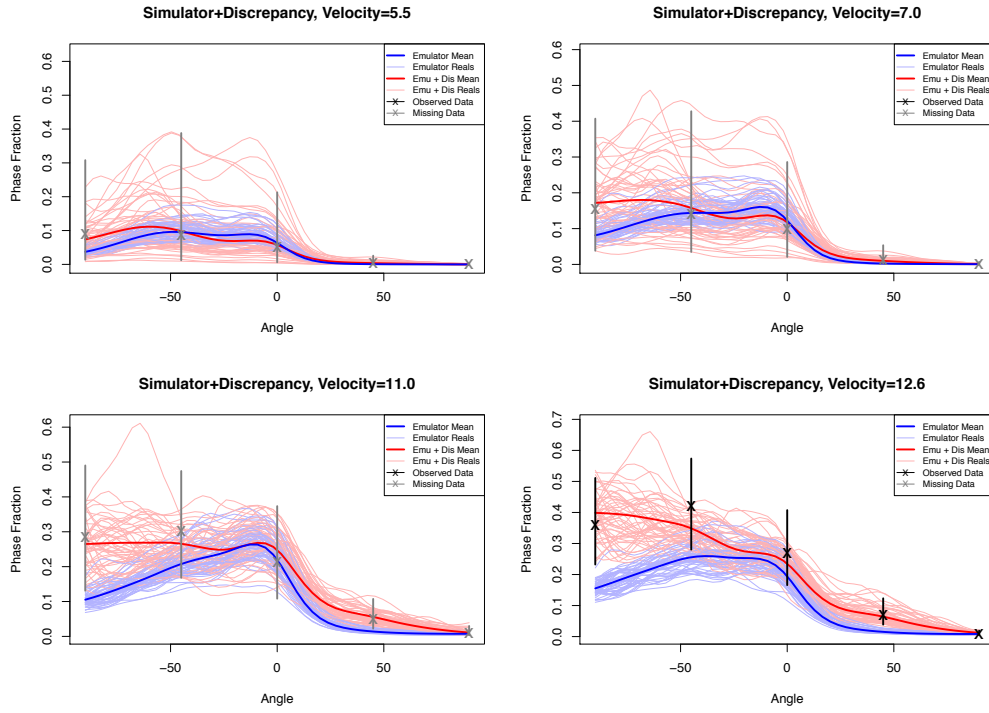 Simulator+Discrepancy, Velocity=5.5
Phase Fraction
0.0 0.1 0.2 0.3 0.4 0.5 0.6
Emulator Mean
Emulator Reals
Emu + Dis Mean
Emu + Dis Reals
Observed Data
Missing Data
−50 0 50
Angle
Simulator+Discrepancy, Velocity=7.0
Phase Fraction
0.0 0.1 0.2 0.3 0.4 0.5 0.6
Emulator Mean
Emulator Reals
Emu + Dis Mean
Emu + Dis Reals
Observed Data
Missing Data
−50 0 50
Angle
Simulator+Discrepancy, Velocity=11.0
Phase Fraction
0.0 0.1 0.2 0.3 0.4 0.5 0.6
Emulator Mean
Emulator Reals
Emu + Dis Mean
Emu + Dis Reals
Observed Data
Missing Data
−50 0 50
Angle
Simulator+Discrepancy, Velocity=12.6
Phase Fraction
0.0 0.1 0.2 0.3 0.4 0.5 0.6 0.7
Emulator Mean
Emulator Reals
Emu + Dis Mean
Emu + Dis Reals
Observed Data
Missing Data
−50 0 50
Angle